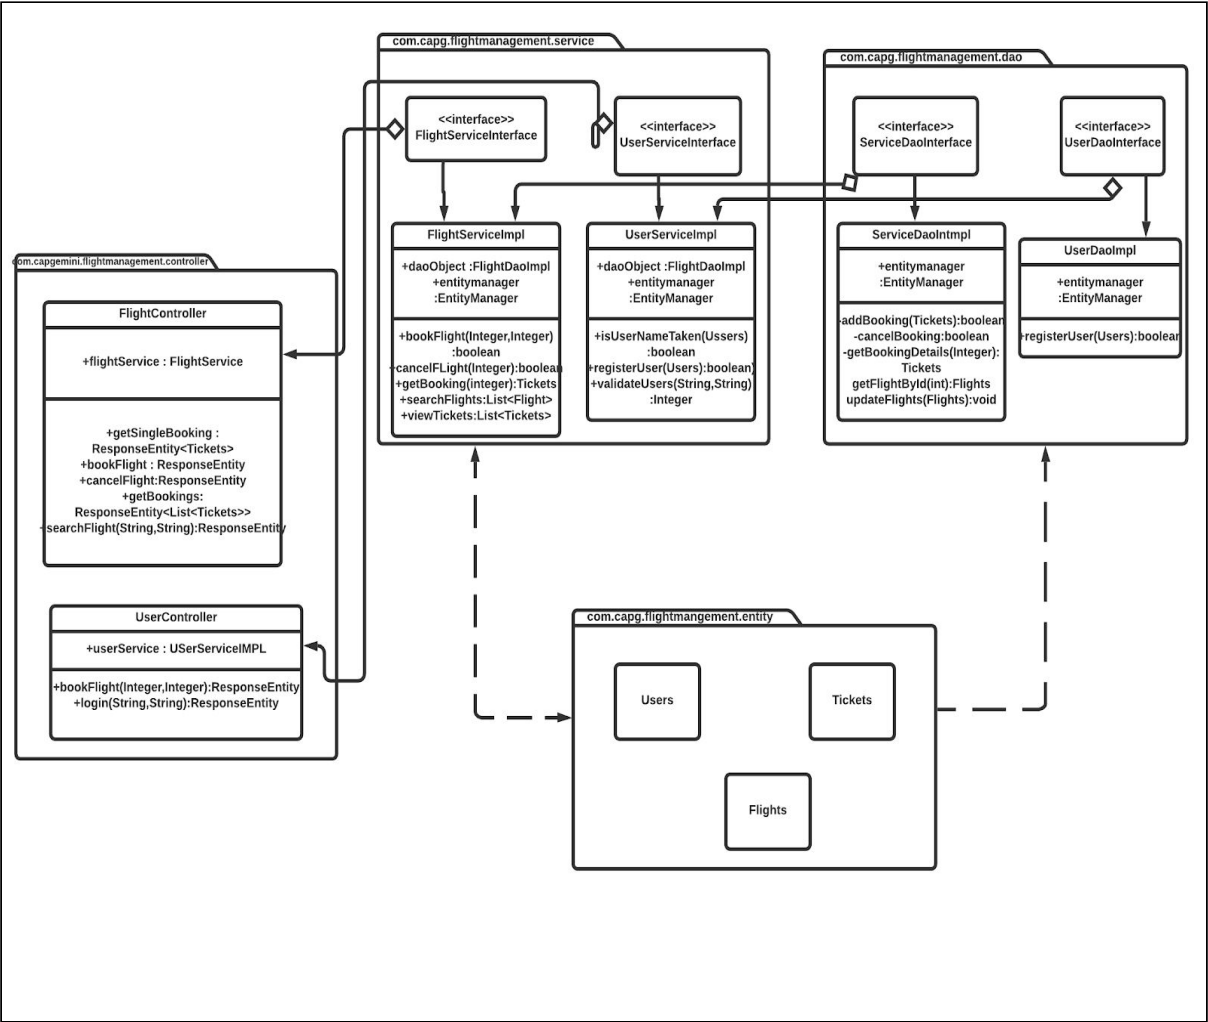 com.capg.flightmanagement.service
<<interface>>
FlightServiceInterface
<<interface>>
UserServiceInterface
FlightServiceImpl
+daoObject :FlightDaoImpl
+entitymanager
:EntityManager
+bookFlight(Integer,Integer)
:boolean
+cancelFLight(Integer):boolean
+getBooking(integer):Tickets
+searchFlights:List<Flight>
+viewTickets:List<Tickets>
UserServiceImpl
+daoObject :FlightDaoImpl
+entitymanager
:EntityManager
+isUserNameTaken(Ussers)
:boolean
+registerUser(Users):boolean)
+validateUsers(String,String)
:Integer
com.capg.flightmanagement.dao
<<interface>>
ServiceDaoInterface
<<interface>>
UserDaoInterface
ServiceDaoIntmpl
+entitymanager
:EntityManager
-addBooking(Tickets):boolean
-cancelBooking:boolean
-getBookingDetails(Integer):
Tickets
getFlightById(int):Flights
updateFlights(Flights):void
UserDaoImpl
+entitymanager
:EntityManager
+registerUser(Users):boolean
com.capgemini.flightmanagement.controller
FlightController
+flightService : FlightService
+getSingleBooking :
ResponseEntity<Tickets>
+bookFlight : ResponseEntity
+cancelFlight:ResponseEntity
+getBookings:
ResponseEntity<List<Tickets>>
+searchFlight(String,String):ResponseEntity
UserController
+userService : USerServiceIMPL
+bookFlight(Integer,Integer):ResponseEntity
+login(String,String):ResponseEntity
com.capg.flightmangement.entity
Users
Tickets
Flights